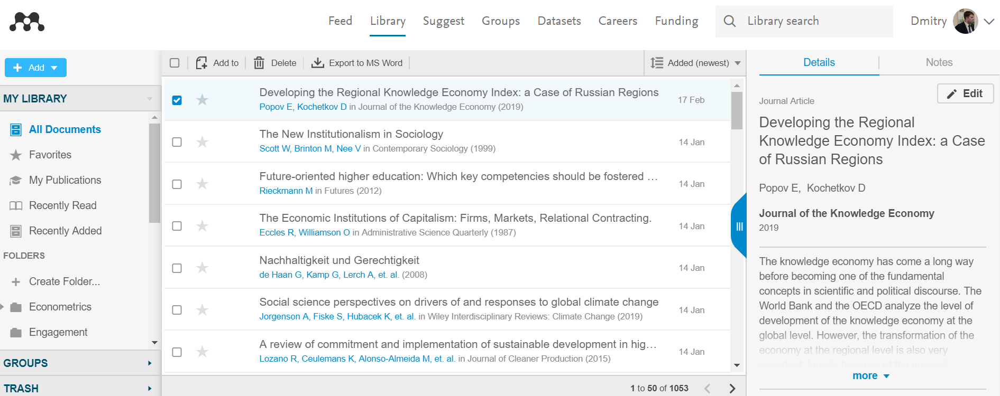 Feed Library Suggest Groups Datasets Careers Funding Library search Dmitry
Add
MY LIBRARY
All Documents
Favorites
My Publications
Recently Read
Recently Added
FOLDERS
Create Folder...
Econometrics
Engagement
GROUPS
TRASH
Add to Delete Export to MS Word Added (newest)
Developing the Regional Knowledge Economy Index: a Case of Russian Regions 17 Feb
Popov E, Kochetkov D in Journal of the Knowledge Economy (2019)
The New Institutionalism in Sociology 14 Jan
Scott W, Brinton M, Nee V in Contemporary Sociology (1999)
Future-oriented higher education: Which key competencies should be fostered … 14 Jan
Rieckmann M in Futures (2012)
The Economic Institutions of Capitalism: Firms, Markets, Relational Contracting. 14 Jan
Eccles R, Williamson O in Administrative Science Quarterly (1987)
Nachhaltigkeit und Gerechtigkeit 14 Jan
de Haan G, Kamp G, Lerch A, et. al. (2008)
Social science perspectives on drivers of and responses to global climate change 14 Jan
Jorgenson A, Fiske S, Hubacek K, et. al. in Wiley Interdisciplinary Reviews: Climate Change (2019)
A review of commitment and implementation of sustainable development in hig… 14 Jan
Lozano R, Ceulemans K, Alonso-Almeida M, et. al. in Journal of Cleaner Production (2015)
1 to 50 of 1053
Details Notes
Edit
Journal Article
Developing the Regional
Knowledge Economy Index: a Case
of Russian Regions
Popov E, Kochetkov D
Journal of the Knowledge Economy
2019
The knowledge economy has come a long way
before becoming one of the fundamental
concepts in scientific and political discourse. The
World Bank and the OECD analyze the level of
development of the knowledge economy at the
global level. However, the transformation of the
economy at the regional level is also very
important, largely because of the general
more